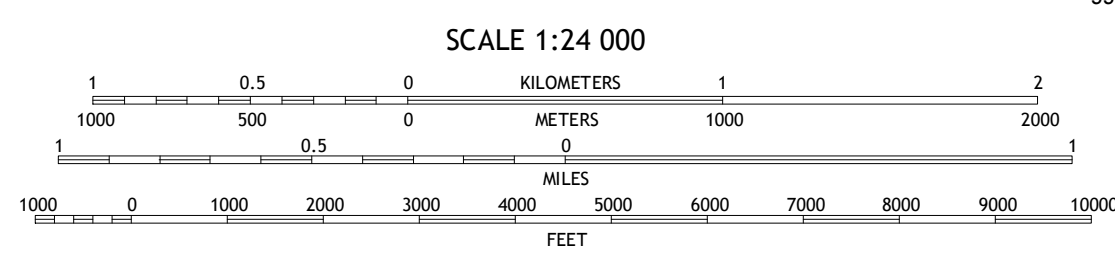 SCALE 1:24 000
1 0.5 0 KILOMETERS 1 2
1000 500 0 METERS 1000 2000
1 0.5 0 1
MILES
1000 0 1000 2000 3000 4000 5000 6000 7000 8000 9000 10000
FEET